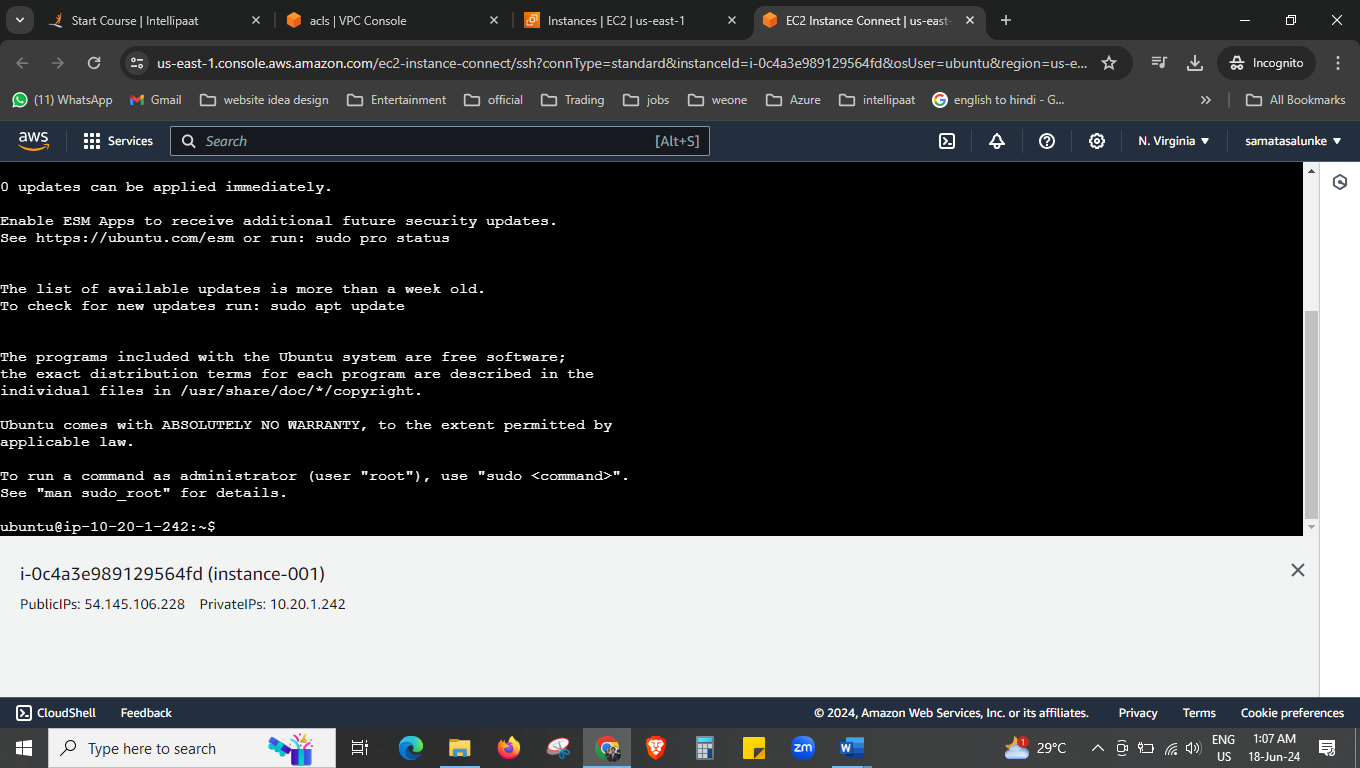 Start Course | Intellipaat
acls | VPC Console
Instances | EC2 | us-east-1
EC2 Instance Connect | us-east-
us-east-1.console.aws.amazon.com/ec2-instance-connect/ssh?connType=standard&instanceId=i-0c4a3e989129564fd&osUser=ubuntu&region=us-e...
Incognito
(11) WhatsApp
Gmail
website idea design
Entertainment
official
Trading
jobs
weone
Azure
intellipaat
english to hindi - G...
All Bookmarks
aws
Services
Search
[Alt+S]
N. Virginia
samatasalunke
0 updates can be applied immediately.
Enable ESM Apps to receive additional future security updates.
See https://ubuntu.com/esm or run: sudo pro status
The list of available updates is more than a week old.
To check for new updates run: sudo apt update
The programs included with the Ubuntu system are free software;
the exact distribution terms for each program are described in the
individual files in /usr/share/doc/*/copyright.
Ubuntu comes with ABSOLUTELY NO WARRANTY, to the extent permitted by
applicable law.
To run a command as administrator (user "root"), use "sudo <command>".
See "man sudo_root" for details.
ubuntu@ip-10-20-1-242:~$
i-0c4a3e989129564fd (instance-001)
PublicIPs: 54.145.106.228 PrivateIPs: 10.20.1.242
CloudShell
Feedback
© 2024, Amazon Web Services, Inc. or its affiliates.
Privacy
Terms
Cookie preferences
Type here to search
zm
29°C
ENG
US
1:07 AM
18-Jun-24